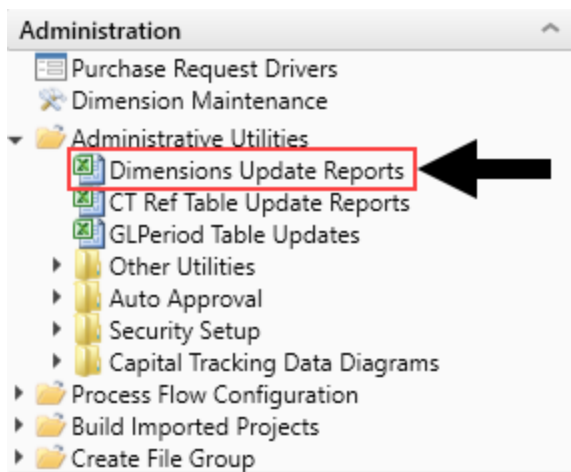 Administration
Purchase Request Drivers
Dimension Maintenance
Administrative Utilities
Dimensions Update Reports
CT Ref Table Update Reports
GLPeriod Table Updates
Other Utilities
Auto Approval
Security Setup
Capital Tracking Data Diagrams
Process Flow Configuration
Build Imported Projects
Create File Group